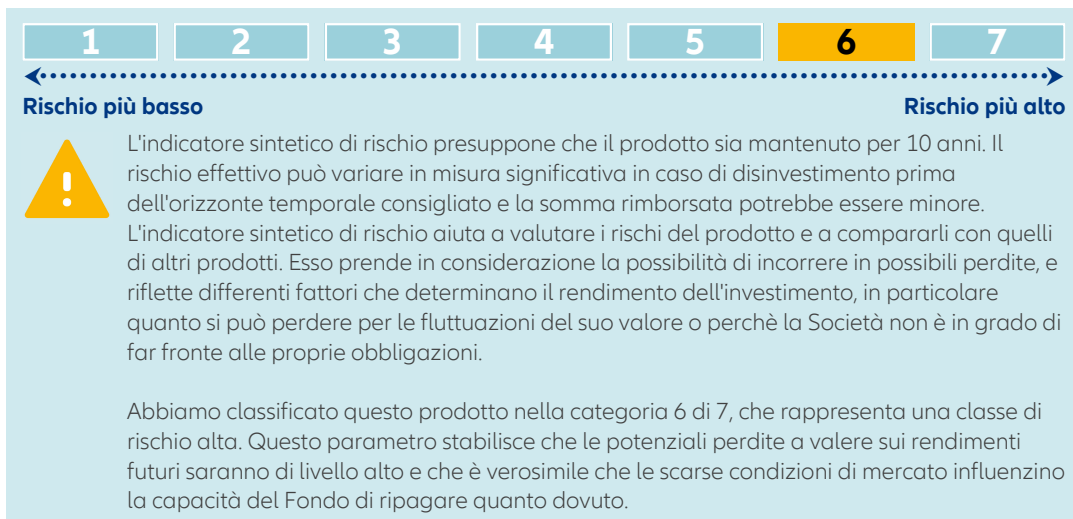 1 2 3 4 5 6 7
Rischio più basso Rischio più alto
L'indicatore sintetico di rischio presuppone che il prodotto sia mantenuto per 10 anni. Il
rischio effettivo può variare in misura significativa in caso di disinvestimento prima
dell'orizzonte temporale consigliato e la somma rimborsata potrebbe essere minore.
L'indicatore sintetico di rischio aiuta a valutare i rischi del prodotto e a compararli con quelli
di altri prodotti. Esso prende in considerazione la possibilità di incorrere in possibili perdite, e
riflette differenti fattori che determinano il rendimento dell'investimento, in particolare
quanto si può perdere per le fluttuazioni del suo valore o perchè la Società non è in grado di
far fronte alle proprie obbligazioni.
Abbiamo classificato questo prodotto nella categoria 6 di 7, che rappresenta una classe di
rischio alta. Questo parametro stabilisce che le potenziali perdite a valere sui rendimenti
futuri saranno di livello alto e che è verosimile che le scarse condizioni di mercato influenzino
la capacità del Fondo di ripagare quanto dovuto.